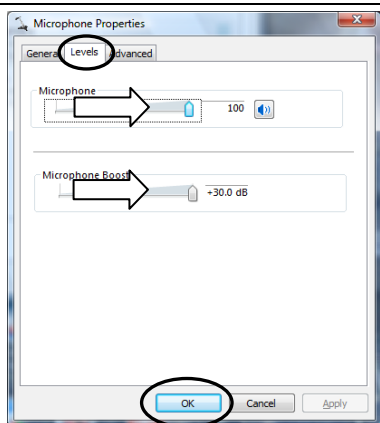 Microphone Properties
General Levels Advanced
Microphone
100
Microphone Boost
+30.0 dB
OK Cancel Apply